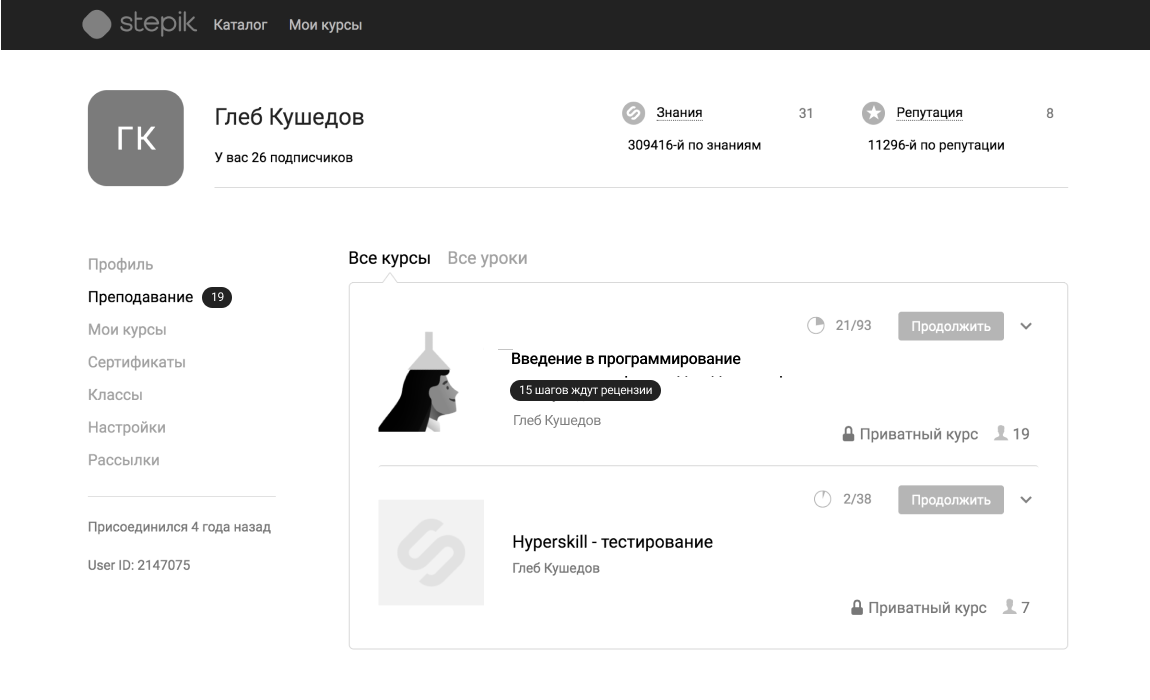 stepik Каталог Мои курсы
ГК
Глеб Кушедов
У вас 26 подписчиков
Знания 31
309416-й по знаниям
Репутация 8
11296-й по репутации
Профиль
Преподавание 19
Мои курсы
Сертификаты
Классы
Настройки
Рассылки
Присоединился 4 года назад
User ID: 2147075
Все курсы Все уроки
21/93 Продолжить
Введение в программирование
15 шагов ждут рецензии
Глеб Кушедов
Приватный курс 19
2/38 Продолжить
Hyperskill - тестирование
Глеб Кушедов
Приватный курс 7